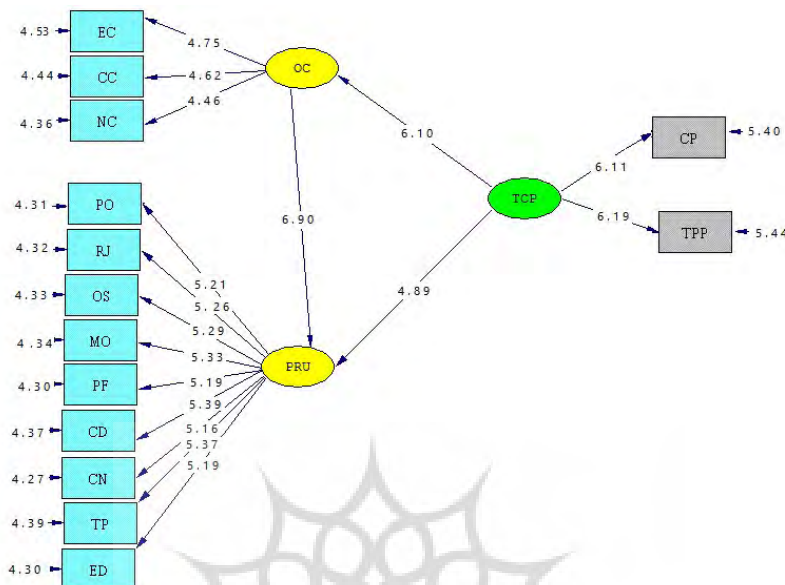 4.53 EC 4.75
4.44 CC 4.62
4.36 NC 4.46
OC
6.10
6.90
TCP
6.11 CP 5.40
6.19 TPP 5.44
4.89
PRU
4.31 PO 5.21
4.32 RJ 5.26
4.33 OS 5.29
4.34 MO 5.33
4.30 PF 5.19
4.37 CD 5.39
4.27 CN 5.16
4.39 TP 5.37
4.30 ED 5.19